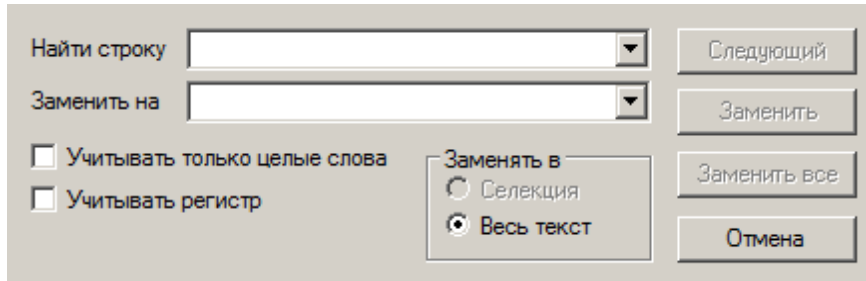 Найти строку
Следующий
Заменить на
Заменить
Учитывать только целые слова
Учитывать регистр
Заменять в
Селекция
Весь текст
Заменить все
Отмена